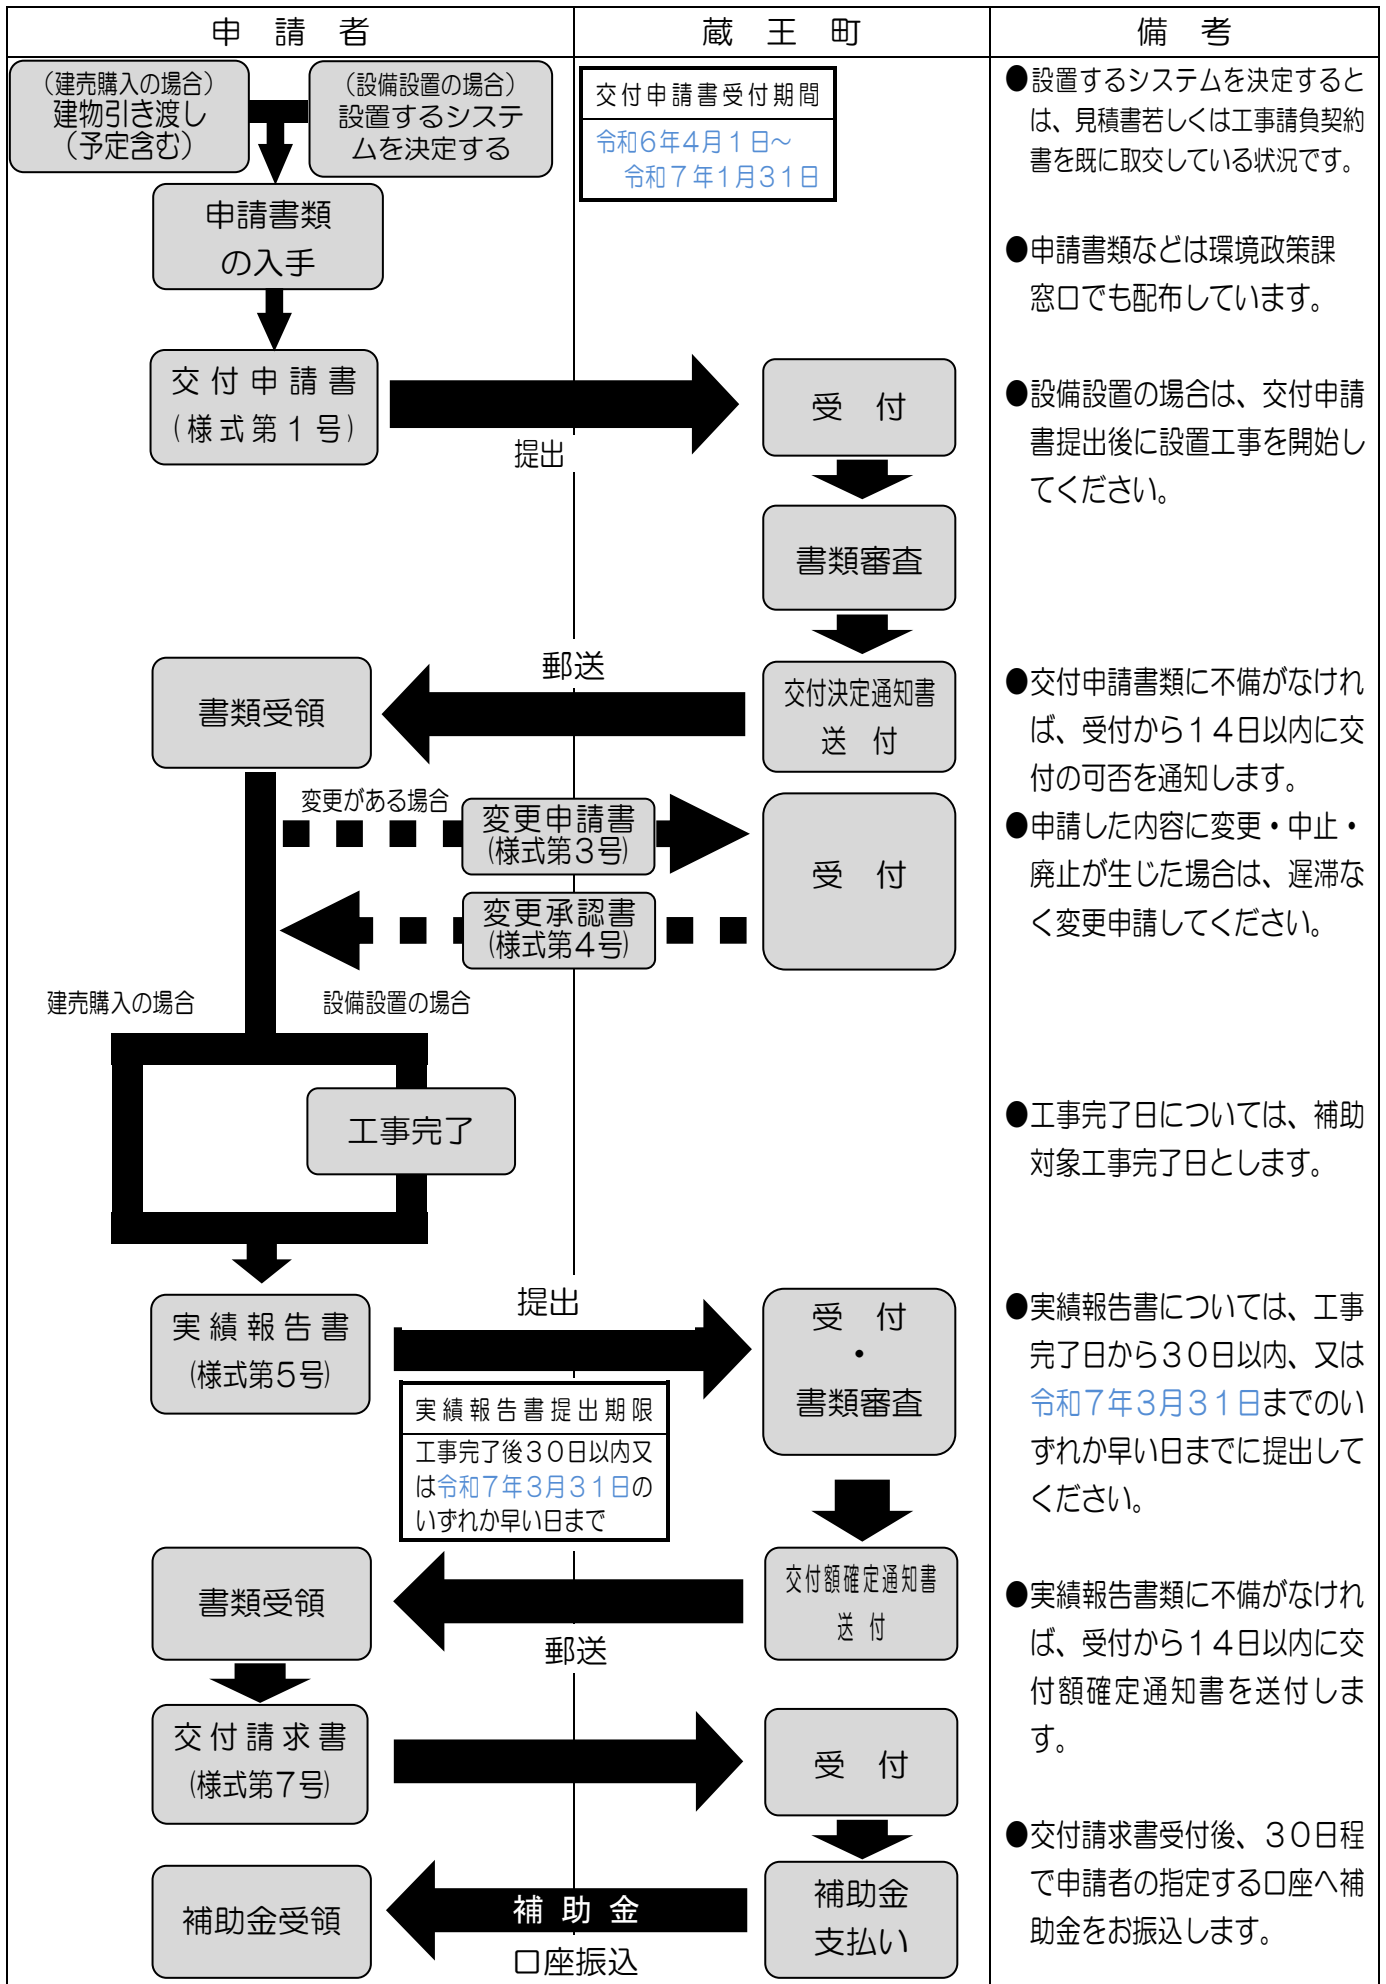 申請者
蔵王町
備考
（建売購入の場合）
建物引き渡し
（予定含む）
（設備設置の場合）
設置するシステ
ムを決定する
交付申請書受付期間
令和６年４月１日～
令和７年１月３１日
●設置するシステムを決定すると
は、見積書若しくは工事請負契約
書を既に取交している状況です。
申請書類
の入手
●申請書類などは環境政策課
窓口でも配布しています。
交付申請書
（様式第１号）
提出
受付
●設備設置の場合は、交付申請
書提出後に設置工事を開始し
てください。
書類審査
書類受領
郵送
交付決定通知書
送付
●交付申請書類に不備がなけれ
ば、受付から１４日以内に交
付の可否を通知します。
変更がある場合
変更申請書
（様式第３号）
受付
●申請した内容に変更・中止・
廃止が生じた場合は、遅滞な
く変更申請してください。
変更承認書
（様式第４号）
建売購入の場合
設備設置の場合
工事完了
●工事完了日については、補助
対象工事完了日とします。
実績報告書
（様式第５号）
提出
受付
・
書類審査
●実績報告書については、工事
完了日から３０日以内、又は
令和７年３月３１日までのい
ずれか早い日までに提出して
ください。
実績報告書提出期限
工事完了後３０日以内又
は令和７年３月３１日の
いずれか早い日まで
書類受領
郵送
交付額確定通知書
送付
●実績報告書類に不備がなけれ
ば、受付から１４日以内に交
付額確定通知書を送付しま
す。
交付請求書
（様式第７号）
受付
●交付請求書受付後、３０日程
で申請者の指定する口座へ補
助金をお振込します。
補助金受領
補助金
口座振込
補助金
支払い